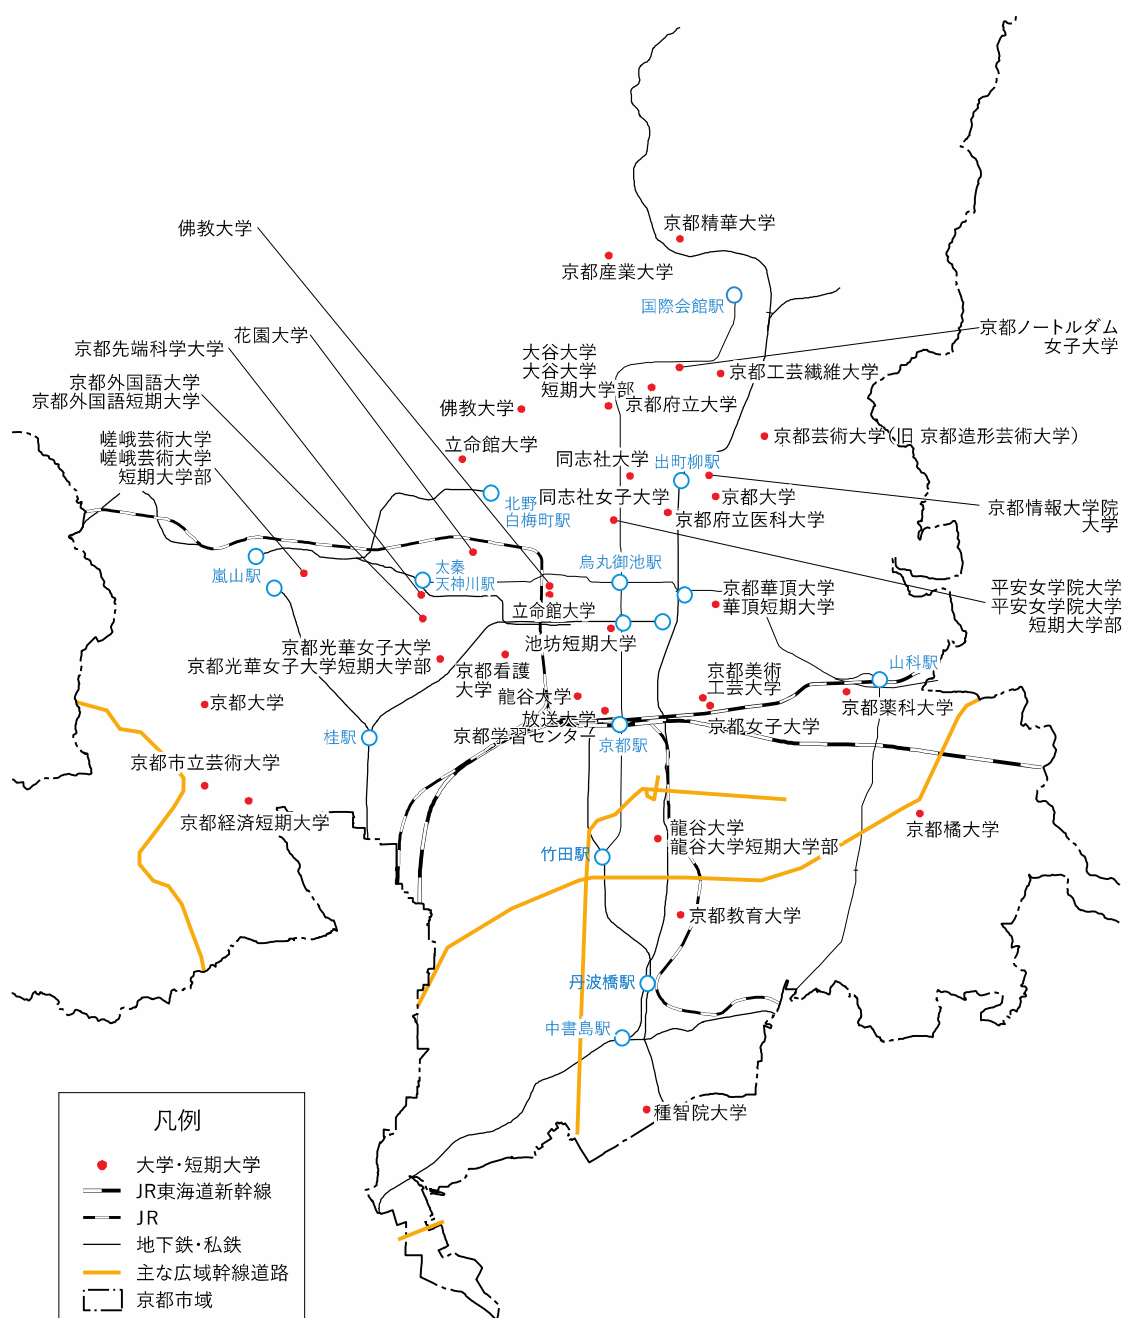 京都精華大学
佛教大学
京都産業大学
国際会館駅
京都ノートルダム
女子大学
花園大学
京都先端科学大学
大谷大学
大谷大学
短期大学部
京都工芸繊維大学
京都外国語大学
京都外国語短期大学
佛教大学
京都府立大学
嵯峨芸術大学
嵯峨芸術大学
短期大学部
立命館大学
京都芸術大学(旧 京都造形芸術大学)
同志社大学
出町柳駅
北野
白梅町駅
同志社女子大学
京都大学
京都府立医科大学
京都情報大学院
大学
嵐山駅
太秦
天神川駅
烏丸御池駅
京都華頂大学
華頂短期大学
平安女学院大学
平安女学院大学
短期大学部
立命館大学
池坊短期大学
京都光華女子大学
京都光華女子大学短期大学部
京都看護
大学
京都美術
工芸大学
山科駅
京都大学
龍谷大学
京都薬科大学
放送大学
京都学習センター
京都駅
京都女子大学
桂駅
京都市立芸術大学
京都経済短期大学
龍谷大学
龍谷大学短期大学部
京都橘大学
竹田駅
京都教育大学
丹波橋駅
中書島駅
種智院大学
凡例
大学・短期大学
JR東海道新幹線
JR
地下鉄・私鉄
主な広域幹線道路
京都市域